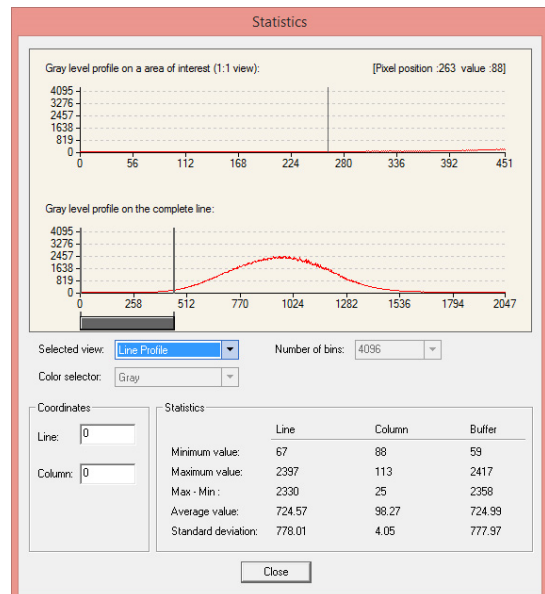 Statistics
Gray level profile on a area of interest (1:1 view): [Pixel position :263 value :88]
4095
3276
2457
1638
819
0
0 56 112 168 224 280 336 392 451
Gray level profile on the complete line:
4095
3276
2457
1638
819
0
0 258 512 770 1024 1282 1536 1794 2047
Selected view: Line Profile Number of bins: 4096
Color selector: Gray
Coordinates Statistics
Line Column Buffer
Line: 0
Minimum value: 67 88 59
Column: 0 Maximum value: 2397 113 2417
Max - Min : 2330 25 2358
Average value: 724.57 98.27 724.99
Standard deviation: 778.01 4.05 777.97
Close